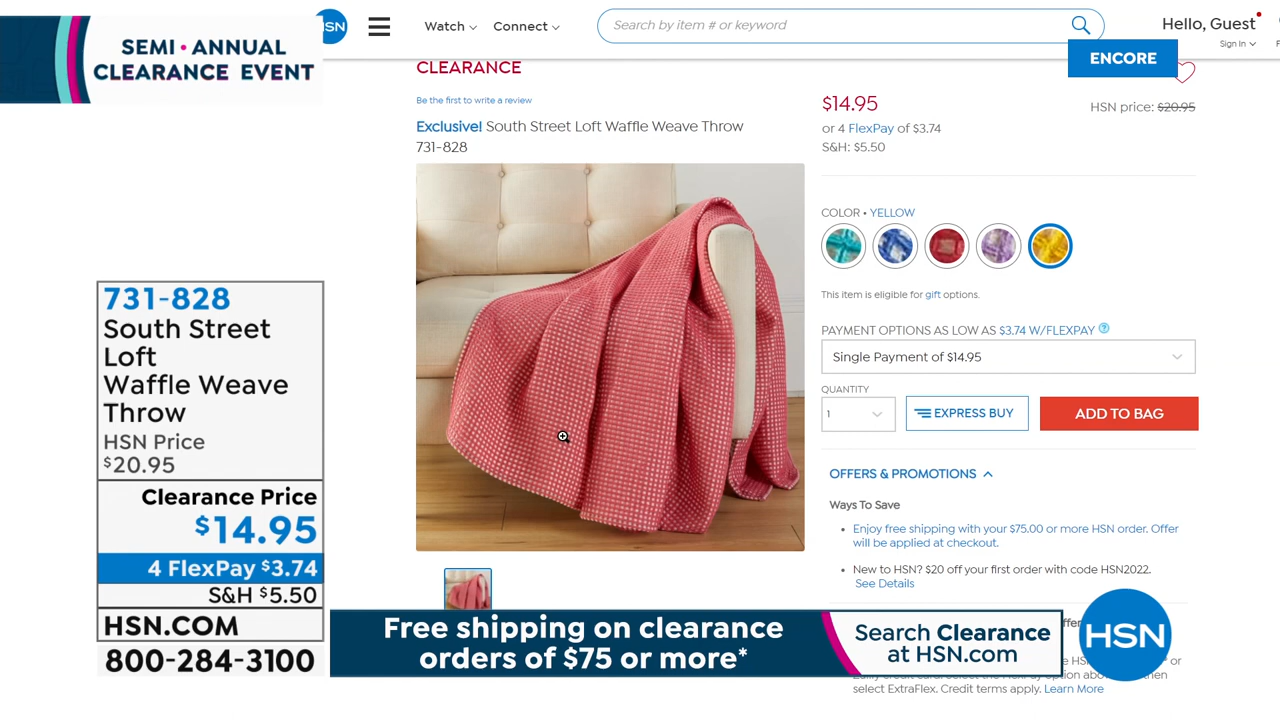 SEMI • ANNUAL
CLEARANCE EVENT
HSN
Watch
Connect
Search by item # or keyword
Hello, Guest
Sign In
ENCORE
CLEARANCE
Be the first to write a review
Exclusive! South Street Loft Waffle Weave Throw
731-828
$14.95
HSN price: $20.95
or 4 FlexPay of $3.74
S&H: $5.50
COLOR • YELLOW
This item is eligible for gift options.
PAYMENT OPTIONS AS LOW AS $3.74 W/FLEXPAY ?
Single Payment of $14.95
QUANTITY
1
EXPRESS BUY
ADD TO BAG
OFFERS & PROMOTIONS
Ways To Save
• Enjoy free shipping with your $75.00 or more HSN order. Offer
will be applied at checkout.
• New to HSN? $20 off your first order with code HSN2022.
See Details
select ExtraFlex. Credit terms apply. Learn More
731-828
South Street
Loft
Waffle Weave
Throw
HSN Price
$20.95
Clearance Price
$14.95
4 FlexPay $3.74
S&H $5.50
HSN.COM
800-284-3100
Free shipping on clearance
orders of $75 or more*
Search Clearance
at HSN.com
HSN